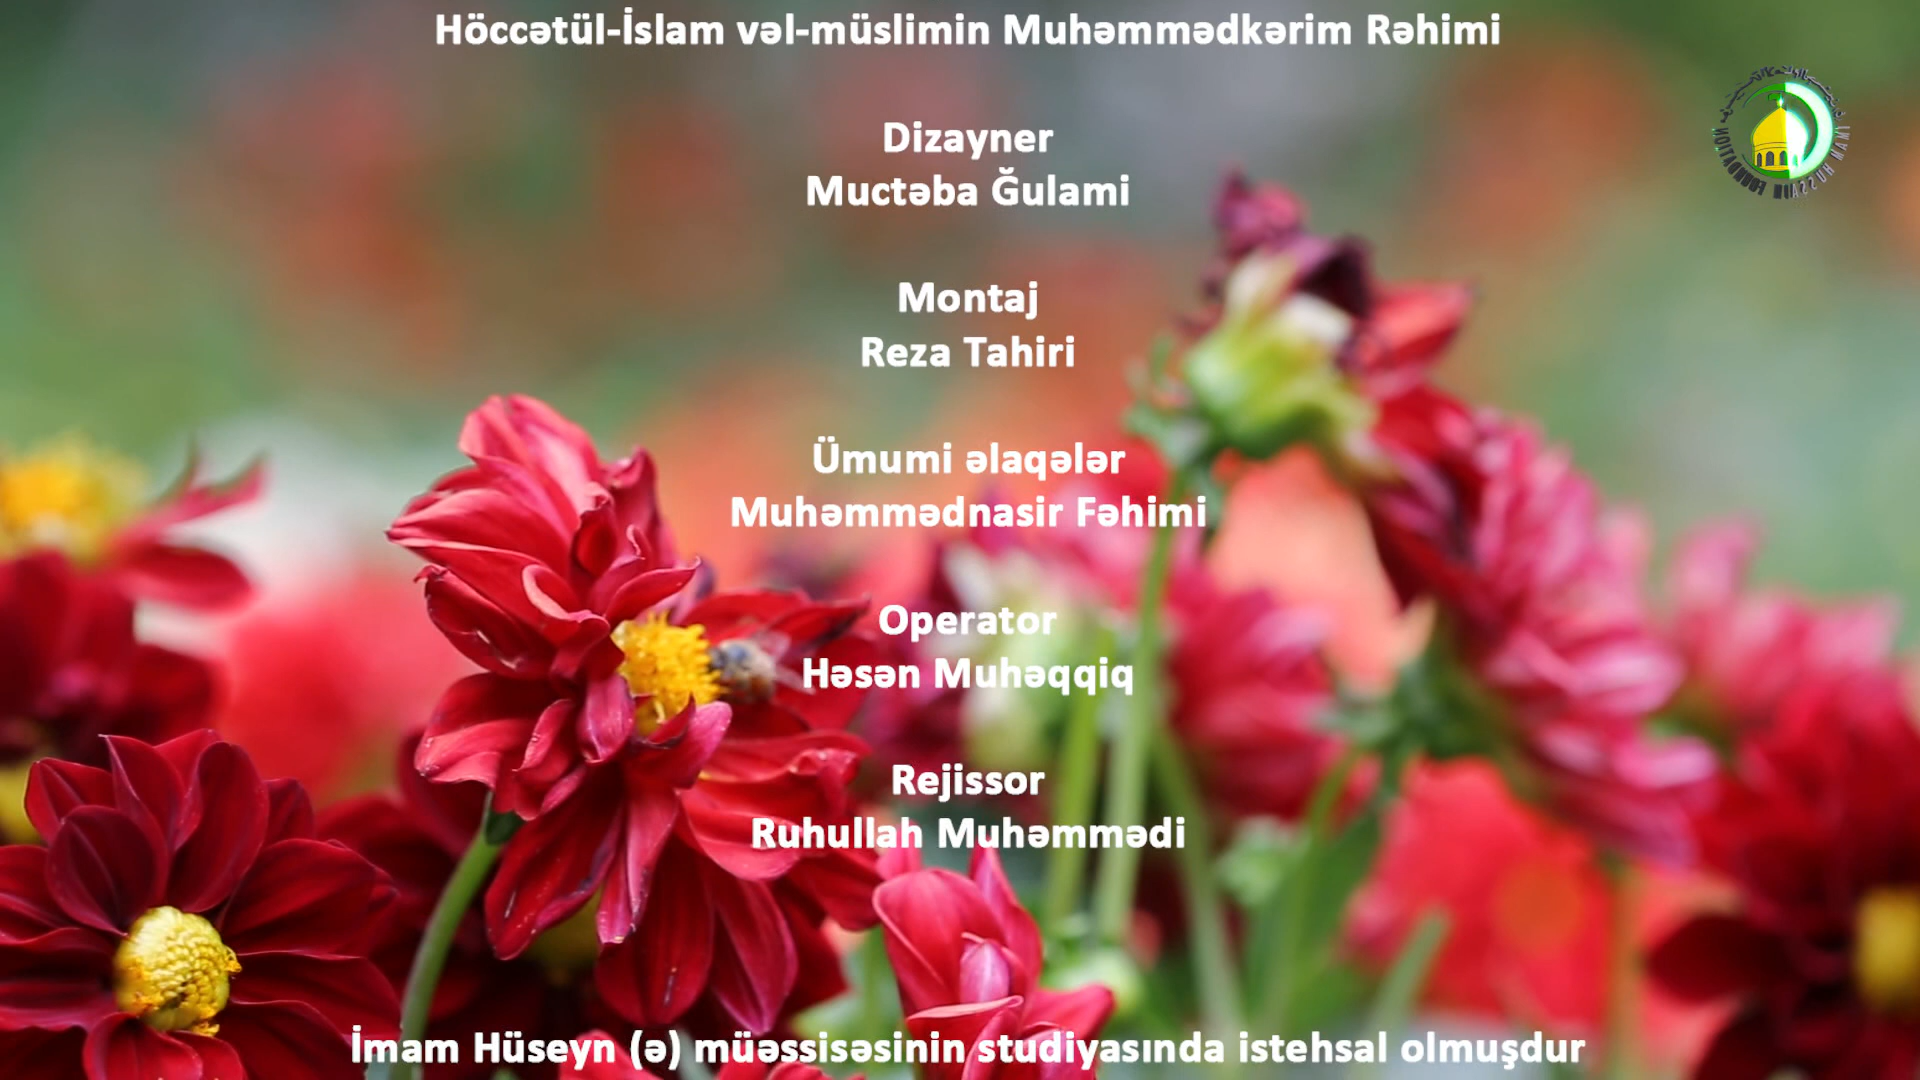 Höccətül-İslam vəl-müslimin Muhəmmədkərim Rəhimi
Dizayner
Muctəba Ğulami
Montaj
Reza Tahiri
Ümumi əlaqələr
Muhəmmədnasir Fəhimi
Operator
Həsən Muhəqqiq
Rejissor
Ruhullah Muhəmmədi
İmam Hüseyn (ə) müəssisəsinin studiyasında istehsal olmuşdur